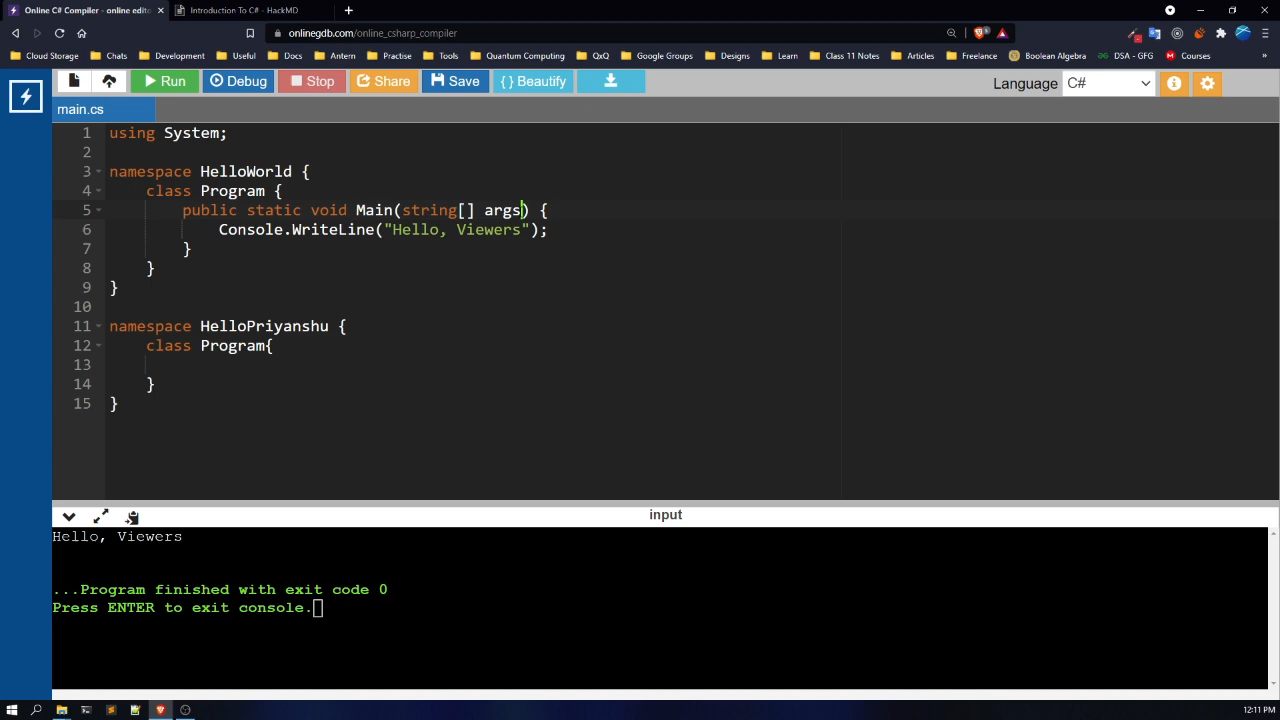 Online C# Compiler - online edito
Introduction To C# - HackMD
onlinegdb.com/online_csharp_compiler
Cloud Storage Chats Development Useful Docs Antern Practise Tools Quantum Computing QxQ Google Groups Designs Learn Class 11 Notes Articles Freelance Boolean Algebra DSA - GFG Courses »
Run Debug Stop Share Save { } Beautify Language C#
main.cs
1 using System;
2
3 namespace HelloWorld {
4 class Program {
5 public static void Main(string[] args) {
6 Console.WriteLine("Hello, Viewers");
7 }
8 }
9 }
10
11 namespace HelloPriyanshu {
12 class Program{
13
14 }
15 }
input
Hello, Viewers
...Program finished with exit code 0
Press ENTER to exit console.
12:11 PM